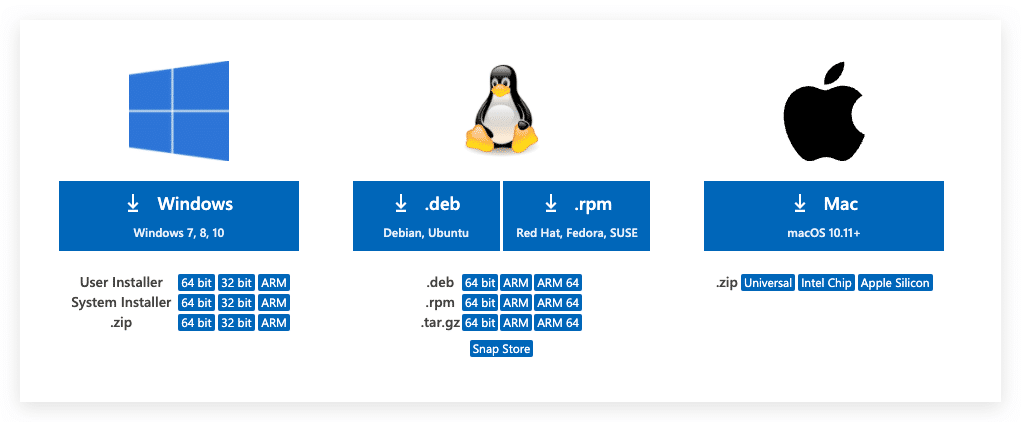 Windows
Windows 7, 8, 10
User Installer 64 bit 32 bit ARM
System Installer 64 bit 32 bit ARM
.zip 64 bit 32 bit ARM
.deb
Debian, Ubuntu
.rpm
Red Hat, Fedora, SUSE
.deb 64 bit ARM ARM 64
.rpm 64 bit ARM ARM 64
.tar.gz 64 bit ARM ARM 64
Snap Store
Mac
macOS 10.11+
.zip Universal Intel Chip Apple Silicon